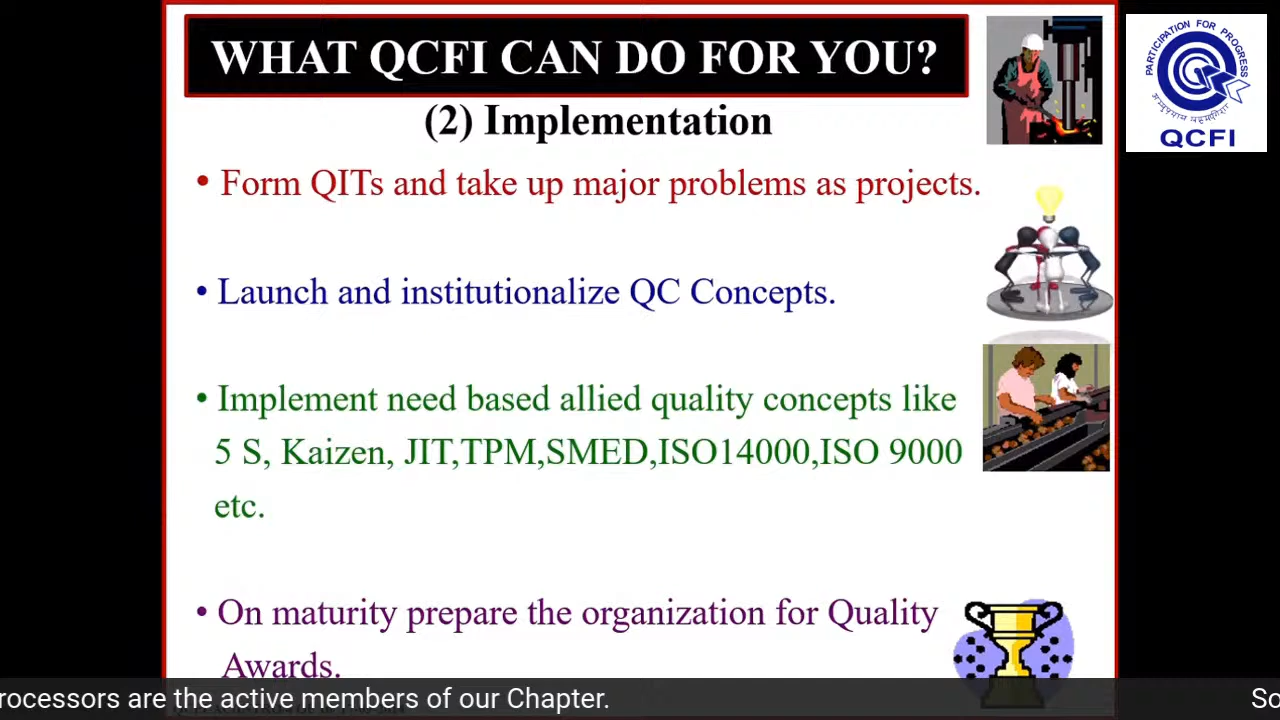 WHAT QCFI CAN DO FOR YOU?
(2) Implementation
• Form QITs and take up major problems as projects.
• Launch and institutionalize QC Concepts.
• Implement need based allied quality concepts like
5 S, Kaizen, JIT,TPM,SMED,ISO14000,ISO 9000
etc.
• On maturity prepare the organization for Quality
Awards.
PARTICIPATION FOR PROGRESS
QCFI
rocessors are the active members of our Chapter.
So